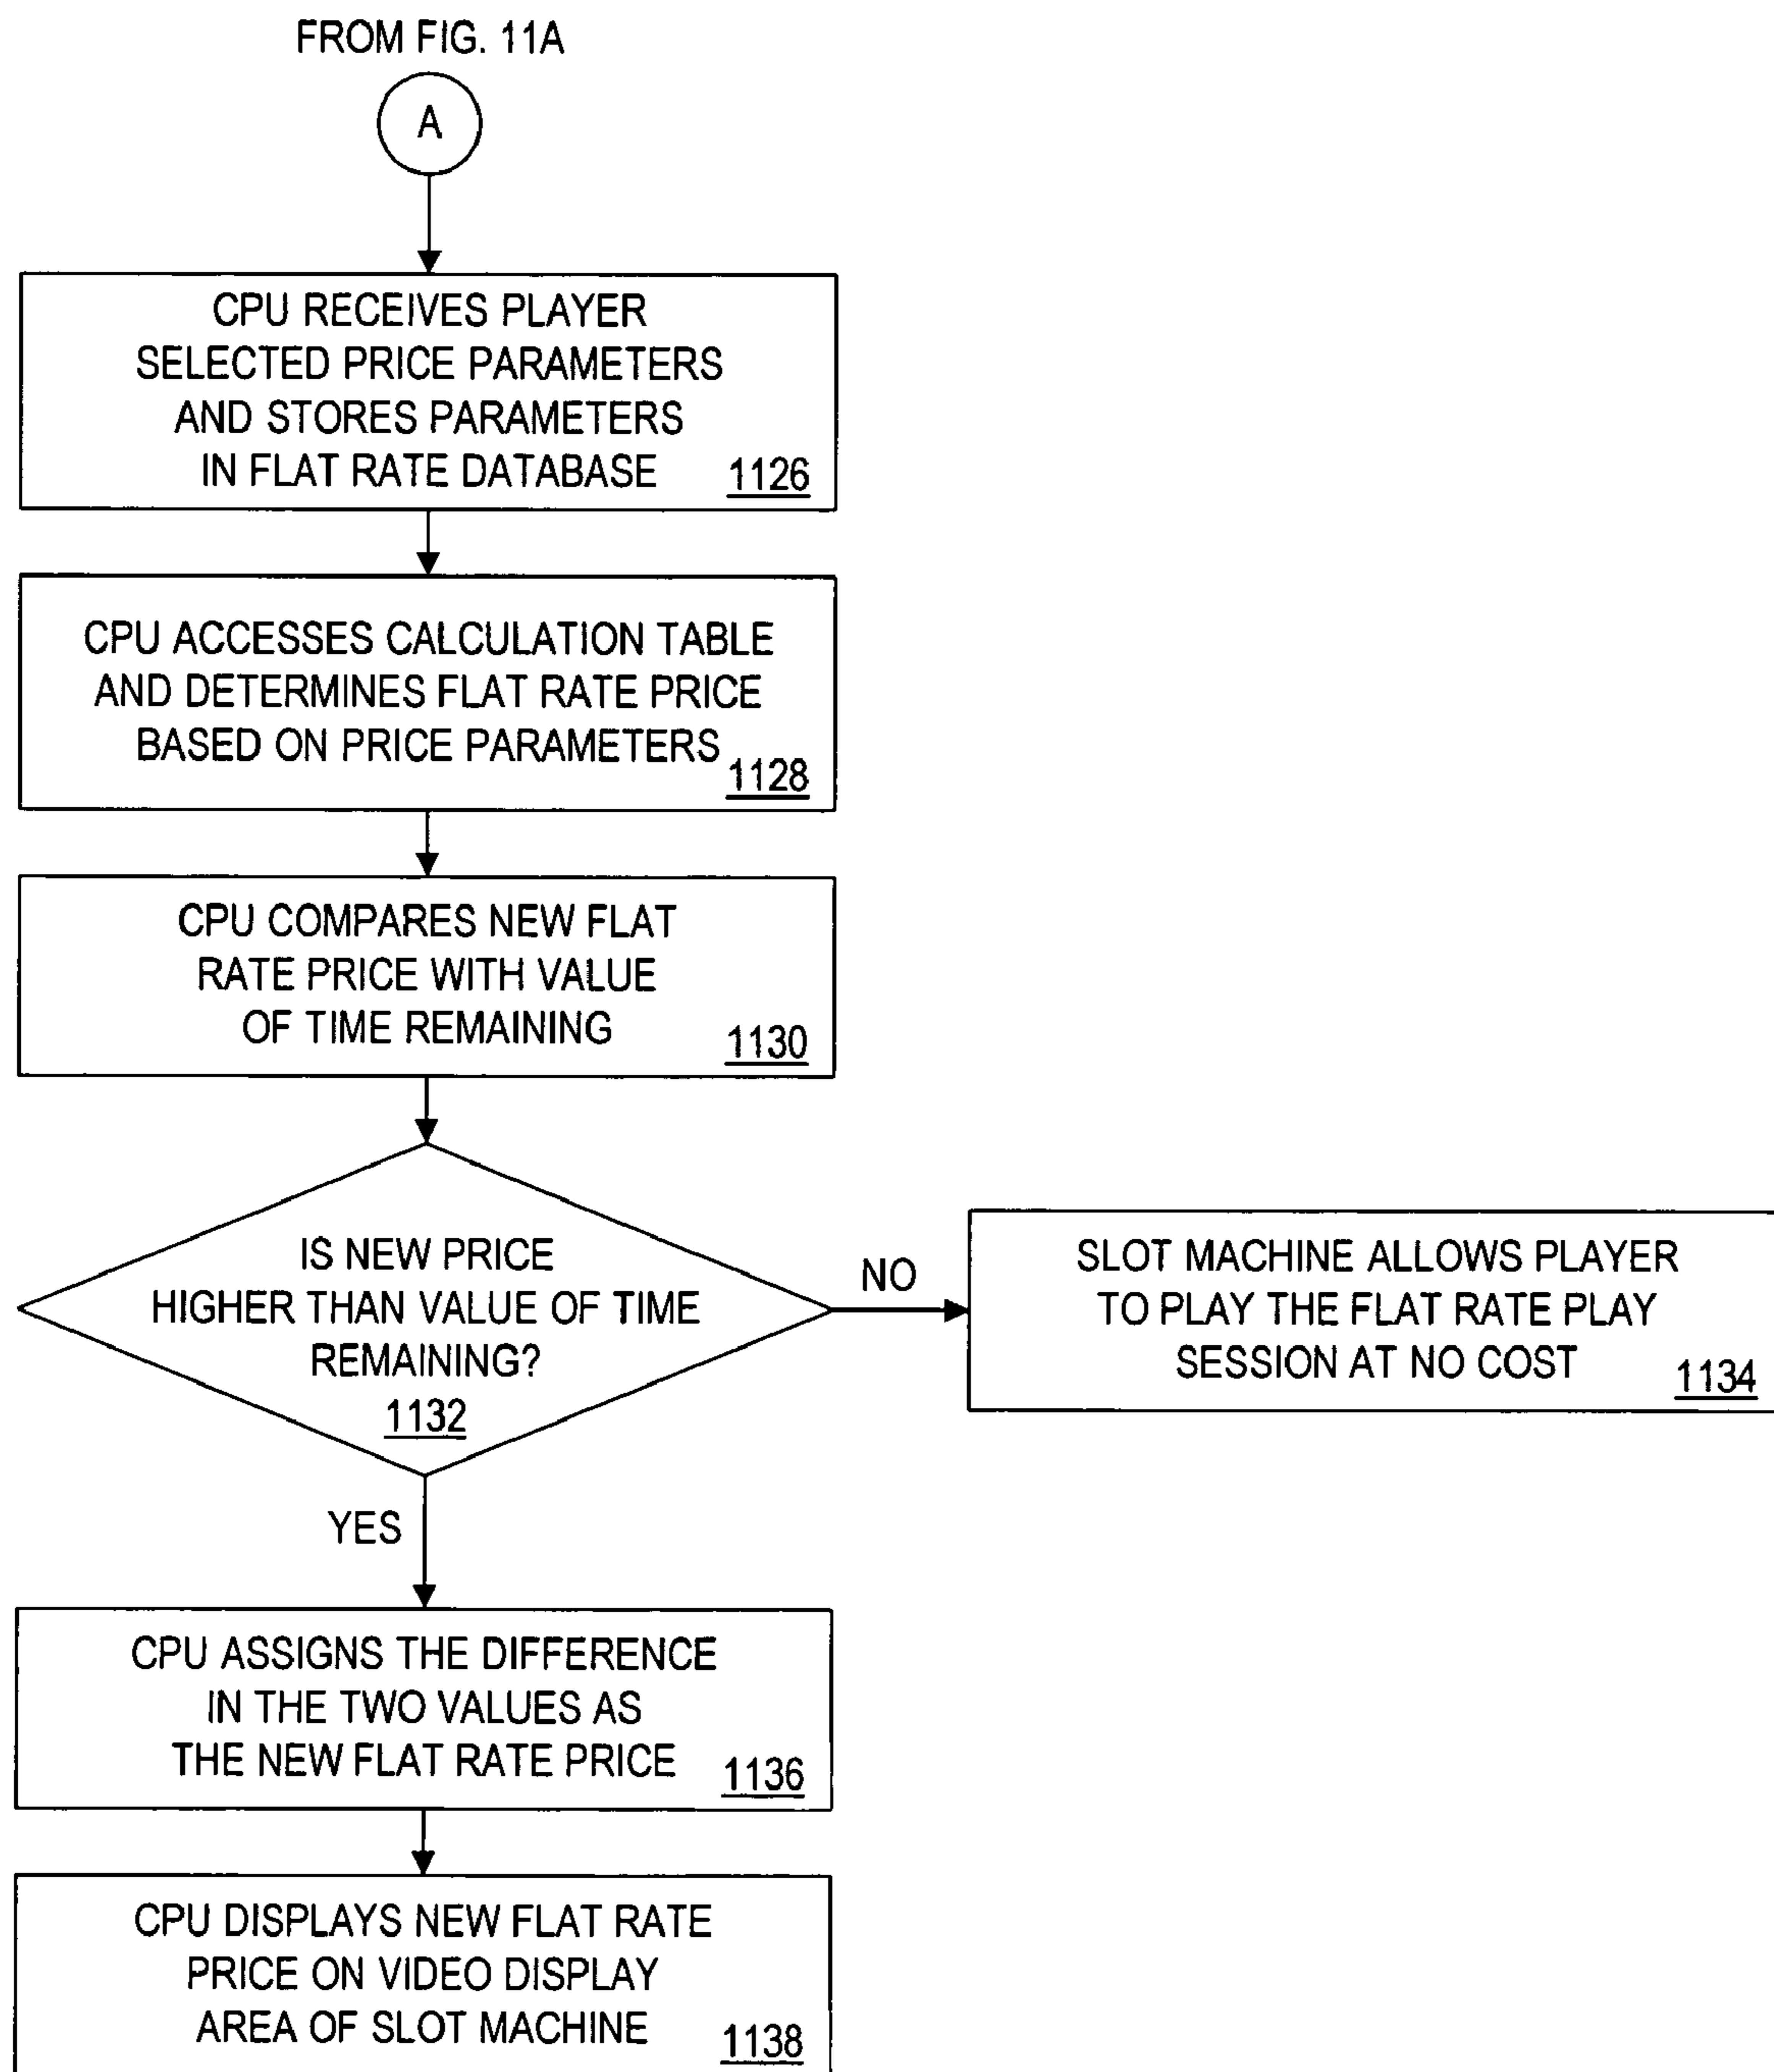 FROM FIG. 11A
A
CPU RECEIVES PLAYER
SELECTED PRICE PARAMETERS
AND STORES PARAMETERS
IN FLAT RATE DATABASE 1126
CPU ACCESSES CALCULATION TABLE
AND DETERMINES FLAT RATE PRICE
BASED ON PRICE PARAMETERS 1128
CPU COMPARES NEW FLAT
RATE PRICE WITH VALUE
OF TIME REMAINING 1130
IS NEW PRICE
HIGHER THAN VALUE OF TIME
REMAINING?
1132
NO
SLOT MACHINE ALLOWS PLAYER
TO PLAY THE FLAT RATE PLAY
SESSION AT NO COST 1134
YES
CPU ASSIGNS THE DIFFERENCE
IN THE TWO VALUES AS
THE NEW FLAT RATE PRICE 1136
CPU DISPLAYS NEW FLAT RATE
PRICE ON VIDEO DISPLAY
AREA OF SLOT MACHINE 1138